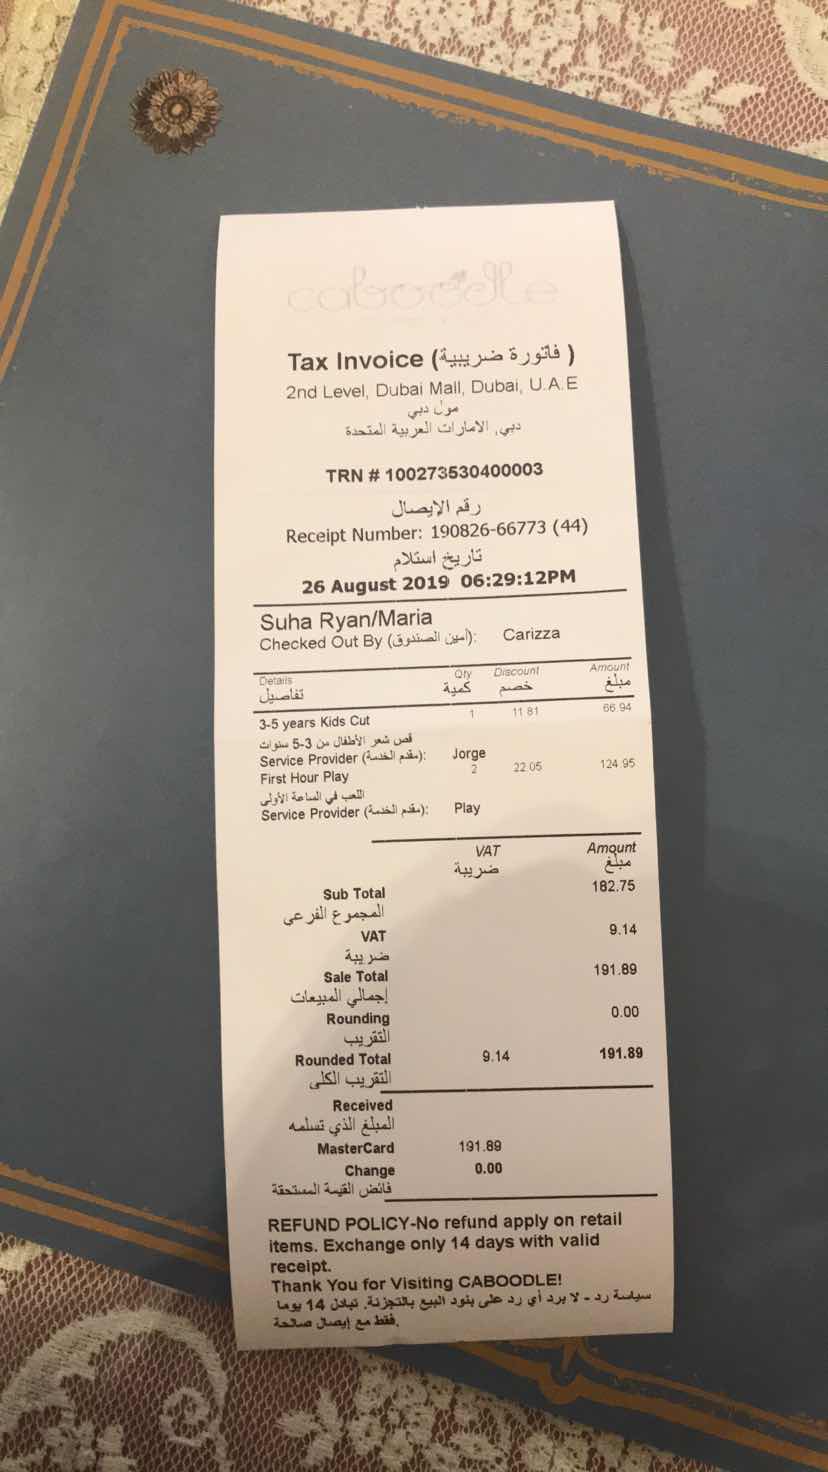 caboodle
Tax Invoice (فاتورة ضريبية )
2nd Level, Dubai Mall, Dubai, U.A.E
مول دبي
دبي, الامارات العربية المتحدة
TRN # 100273530400003
رقم الإيصال
Receipt Number: 190826-66773 (44)
تاريخ استلام
26 August 2019 06:29:12PM
Suha Ryan/Maria
Checked Out By (أمين الصندوق): Carizza
Details Qty Discount Amount
تفاصيل كمية خصم مبلغ
3-5 years Kids Cut 1 11.81 66.94
قص شعر الأطفال من 3-5 سنوات
Service Provider (مقدم الخدمة): Jorge
First Hour Play 2 22.05 124.95
اللعب في الساعة الأولى
Service Provider (مقدم الخدمة): Play
VAT Amount
ضريبة مبلغ
Sub Total 182.75
المجموع الفرعي
VAT 9.14
ضريبة
Sale Total 191.89
إجمالي المبيعات
Rounding 0.00
التقريب
Rounded Total 9.14 191.89
التقريب الكلى
Received
المبلغ الذي تسلمه
MasterCard 191.89
Change 0.00
فائض القيمة المستحقة
REFUND POLICY-No refund apply on retail
items. Exchange only 14 days with valid
receipt.
Thank You for Visiting CABOODLE!
سياسة رد - لا يرد أي رد على بنود البيع بالتجزئة. تبادل 14 يوما
فقط مع إيصال صالحة.